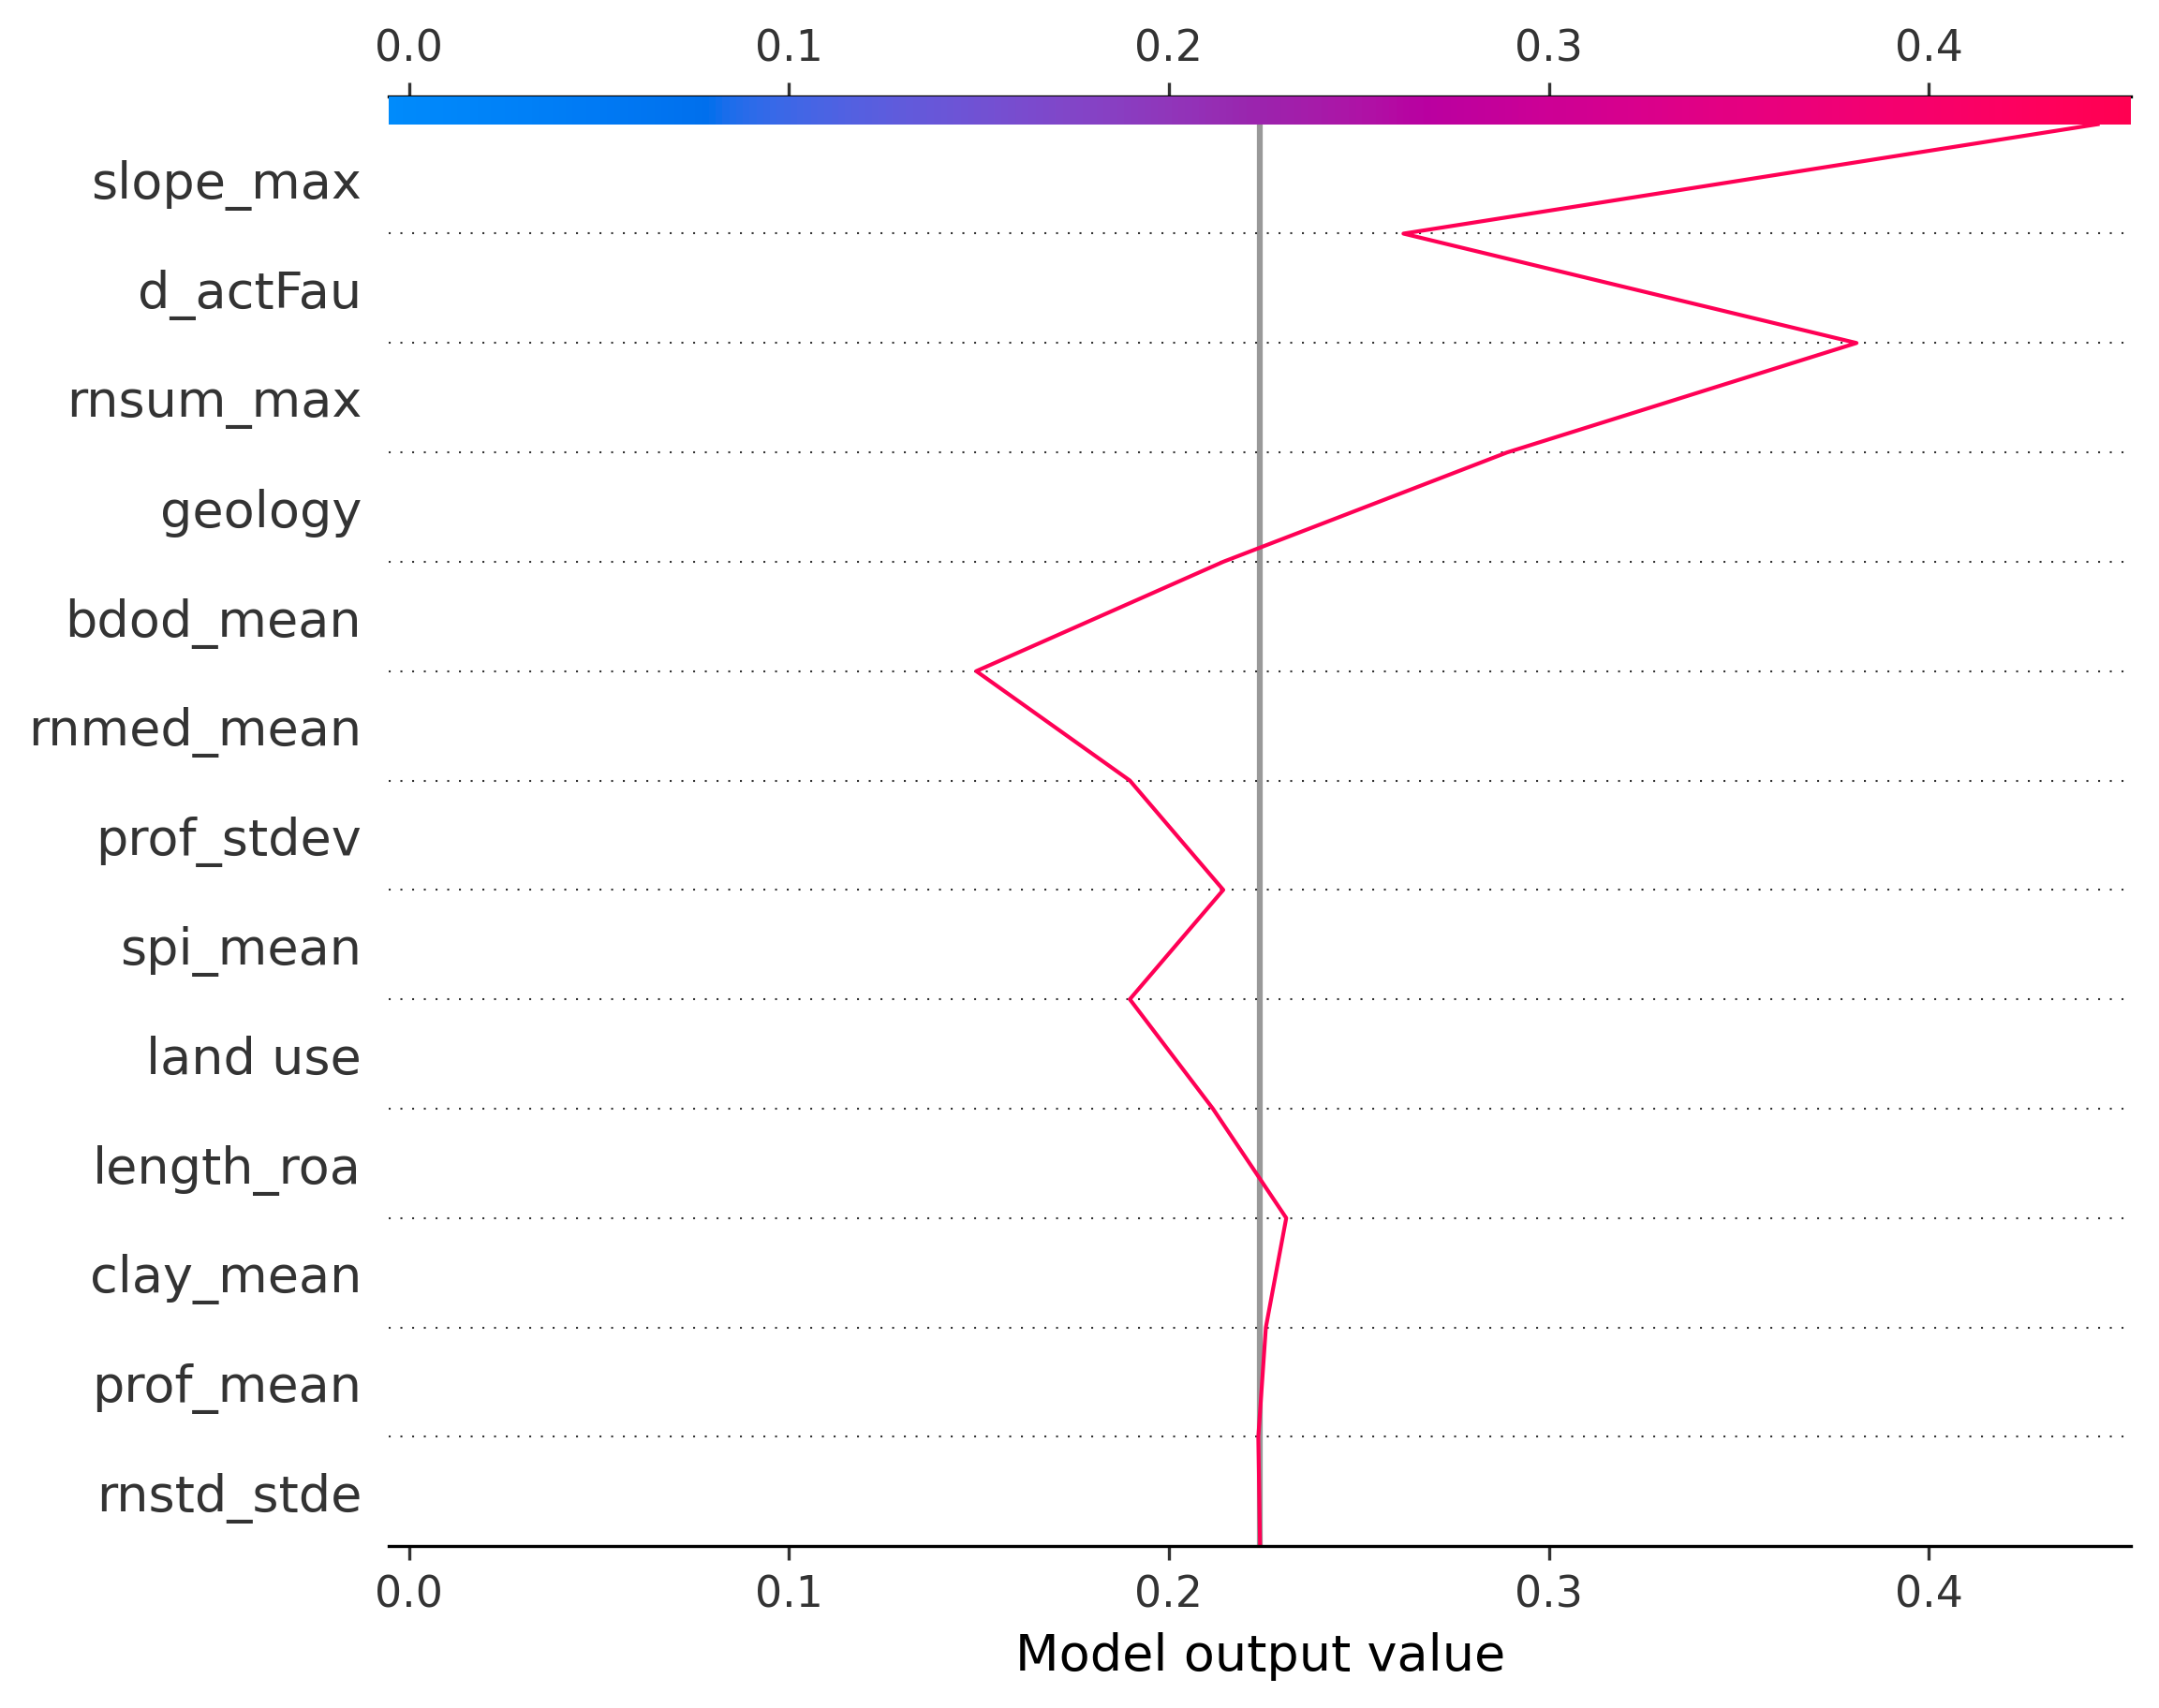 0.0 0.1 0.2 0.3 0.4
slope_max
d_actFau
rnsum_max
geology
bdod_mean
rnmed_mean
prof_stdev
spi_mean
land use
length_roa
clay_mean
prof_mean
rnstd_stde
0.0 0.1 0.2 0.3 0.4
Model output value